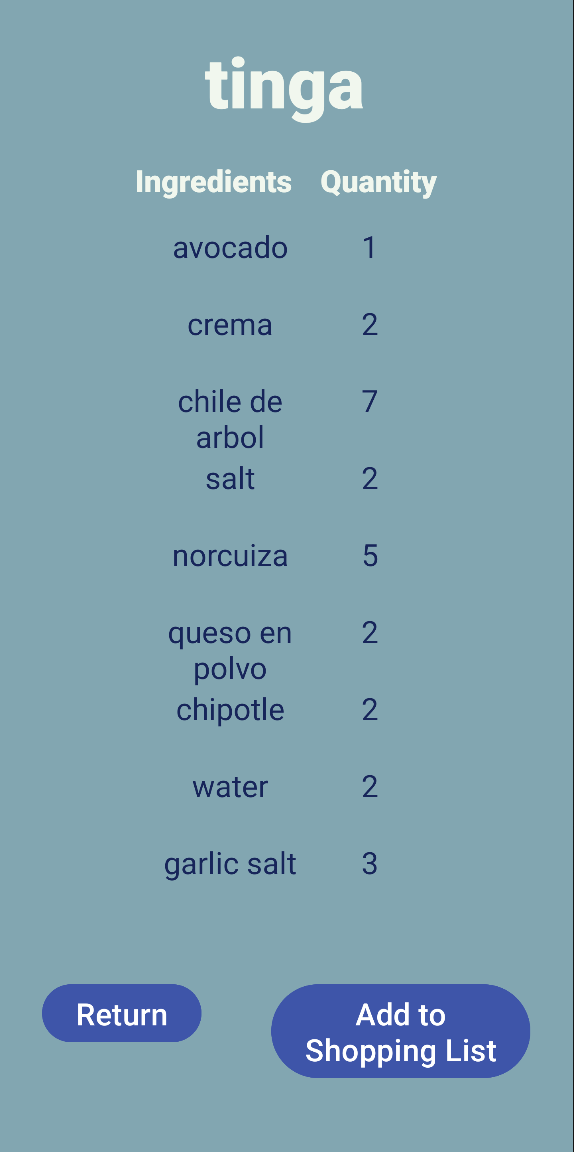 tinga
Ingredients Quantity
avocado 1
crema 2
chile de 7
arbol
salt 2
norcuiza 5
queso en 2
polvo
chipotle 2
water 2
garlic salt 3
Return
Add to
Shopping List